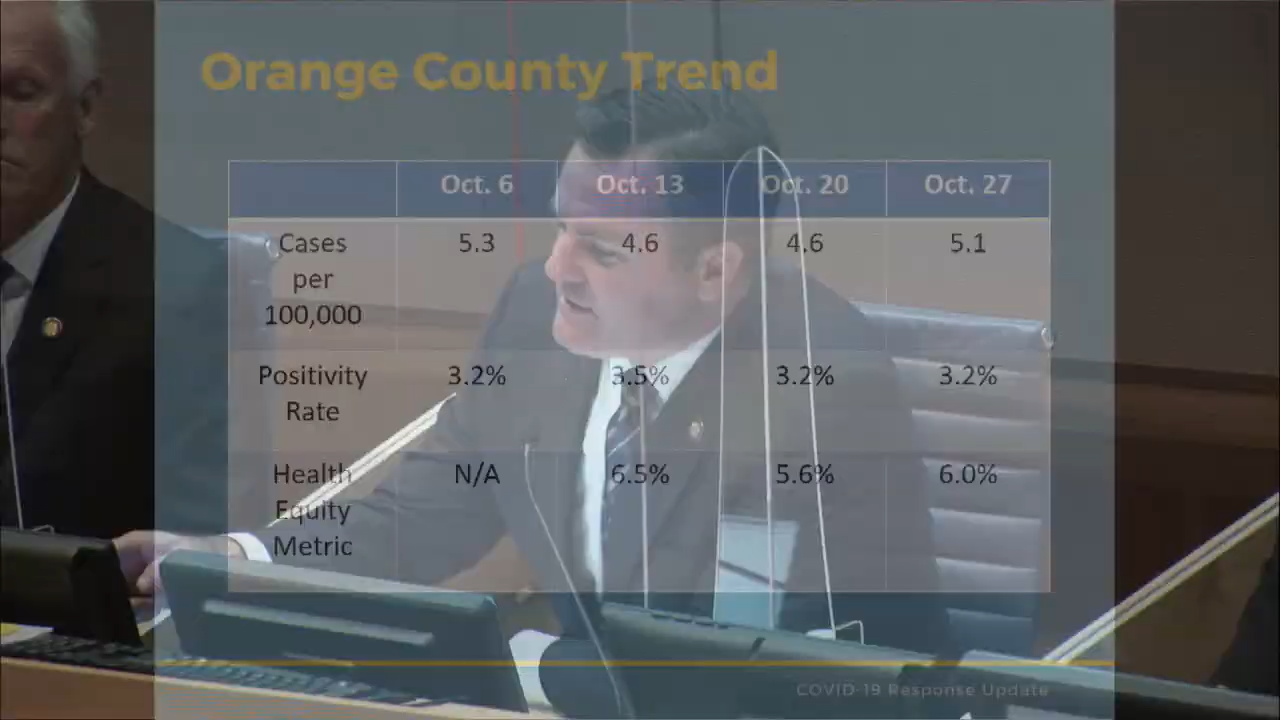 Orange County Trend
Oct. 6 Oct. 13 Oct. 20 Oct. 27
Cases per 100,000 5.3 4.6 4.6 5.1
Positivity Rate 3.2% 3.5% 3.2% 3.2%
Health Equity Metric N/A 6.5% 5.6% 6.0%
COVID-19 Response Update